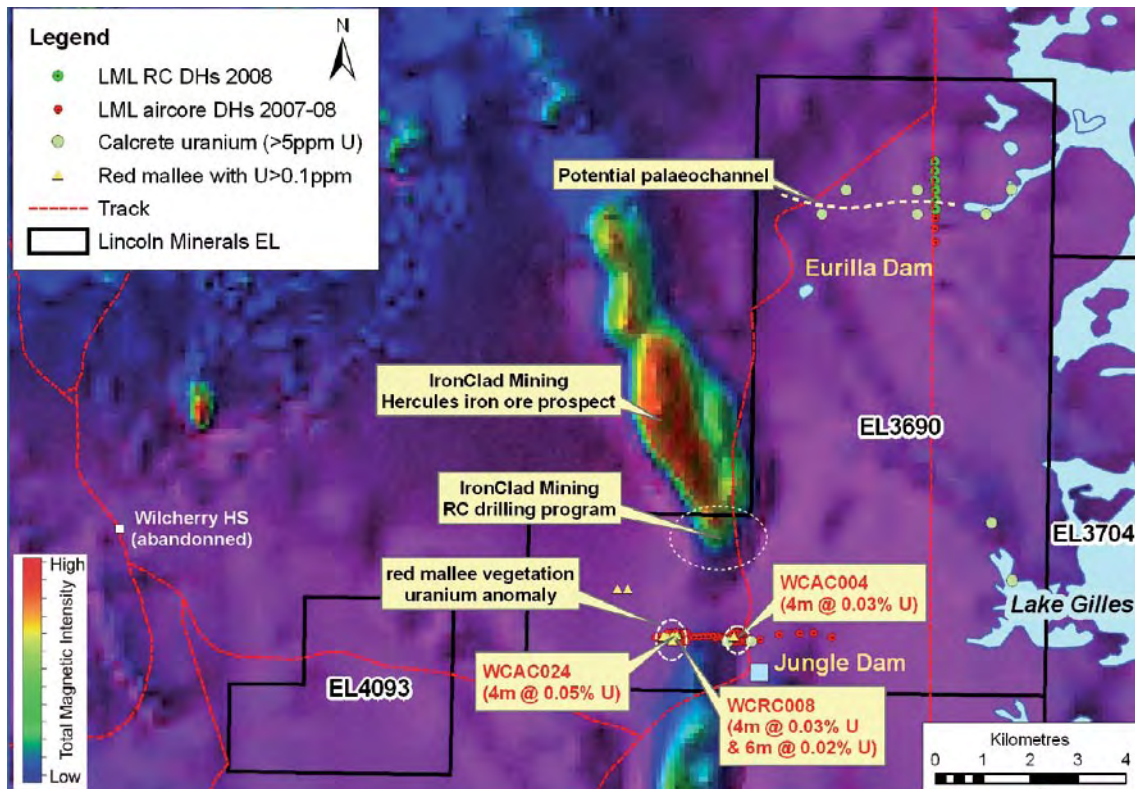 Legend
LML RC DHs 2008
LML aircore DHs 2007-08
Calcrete uranium (>5ppm U)
Red mallee with U>0.1ppm
Track
Lincoln Minerals EL
N
Potential palaeochannel
Eurilla Dam
IronClad Mining
Hercules iron ore prospect
EL3690
IronClad Mining
RC drilling program
Wilcherry HS
(abandonned)
EL3704
High
Total Magnetic Intensity
Low
red mallee vegetation
uranium anomaly
WCAC004
(4m @ 0.03% U)
Lake Gilles
WCAC024
(4m @ 0.05% U)
Jungle Dam
EL4093
WCRC008
(4m @ 0.03% U
& 6m @ 0.02% U)
Kilometres
0 1 2 3 4